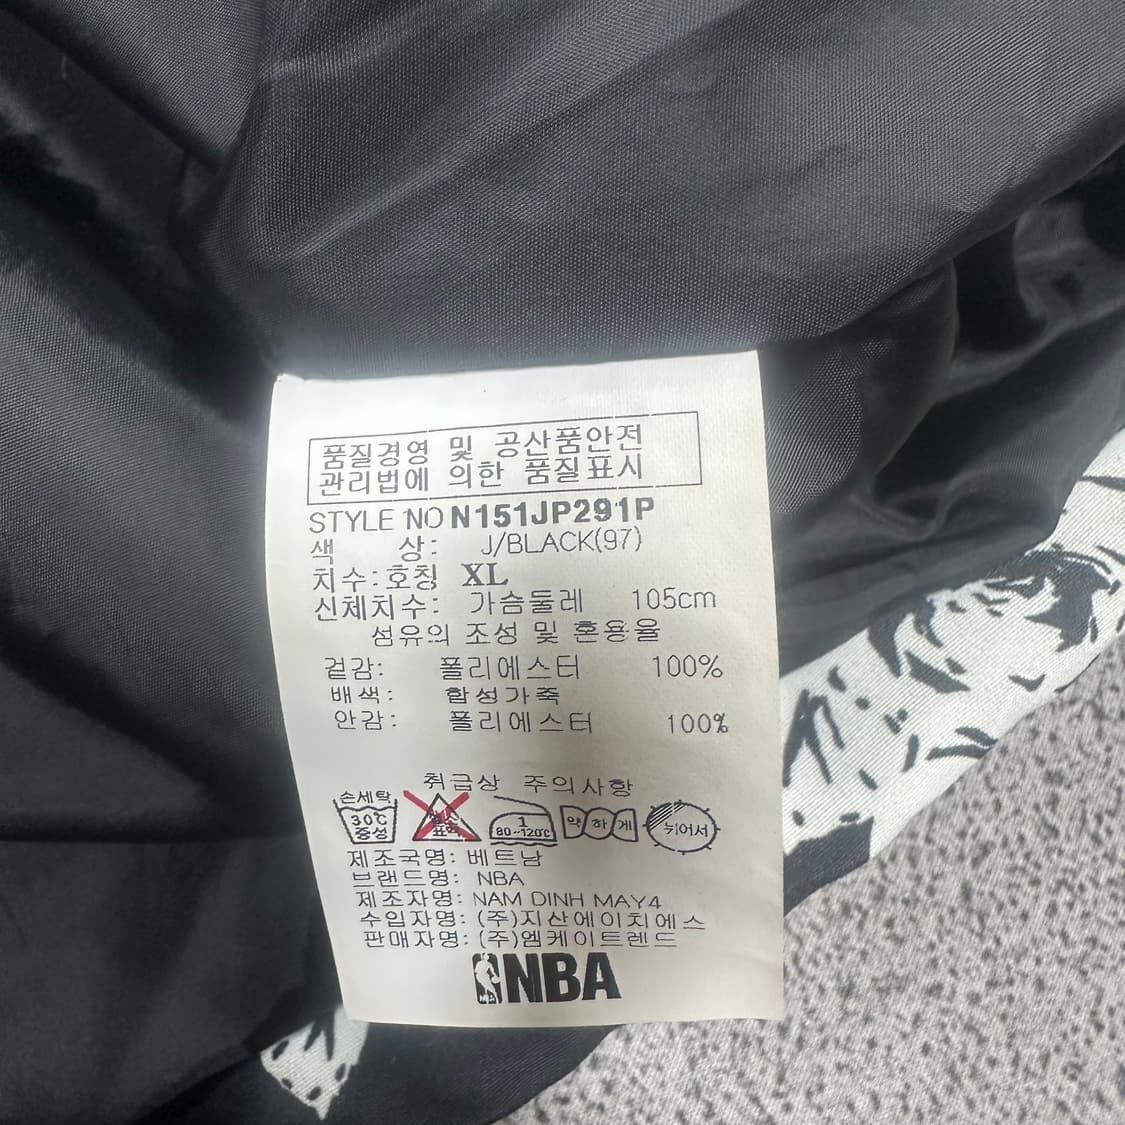 품질경영 및 공산품안전
관리법에 의한 품질표시
STYLE NO N151JP291P
색 상: J/BLACK(97)
치수: 호칭 XL
신체치수: 가슴둘레 105cm
섬유의 조성 및 혼용율
겉감: 폴리에스터 100%
배색: 합성가죽
안감: 폴리에스터 100%
취급상 주의사항
손세탁
30℃
중성
1
80~120℃
약하게
뉘어서
제조국명: 베트남
브랜드명: NBA
제조자명: NAM DINH MAY4
수입자명: (주)지산에이치에스
판매자명: (주)엠케이트렌드
NBA